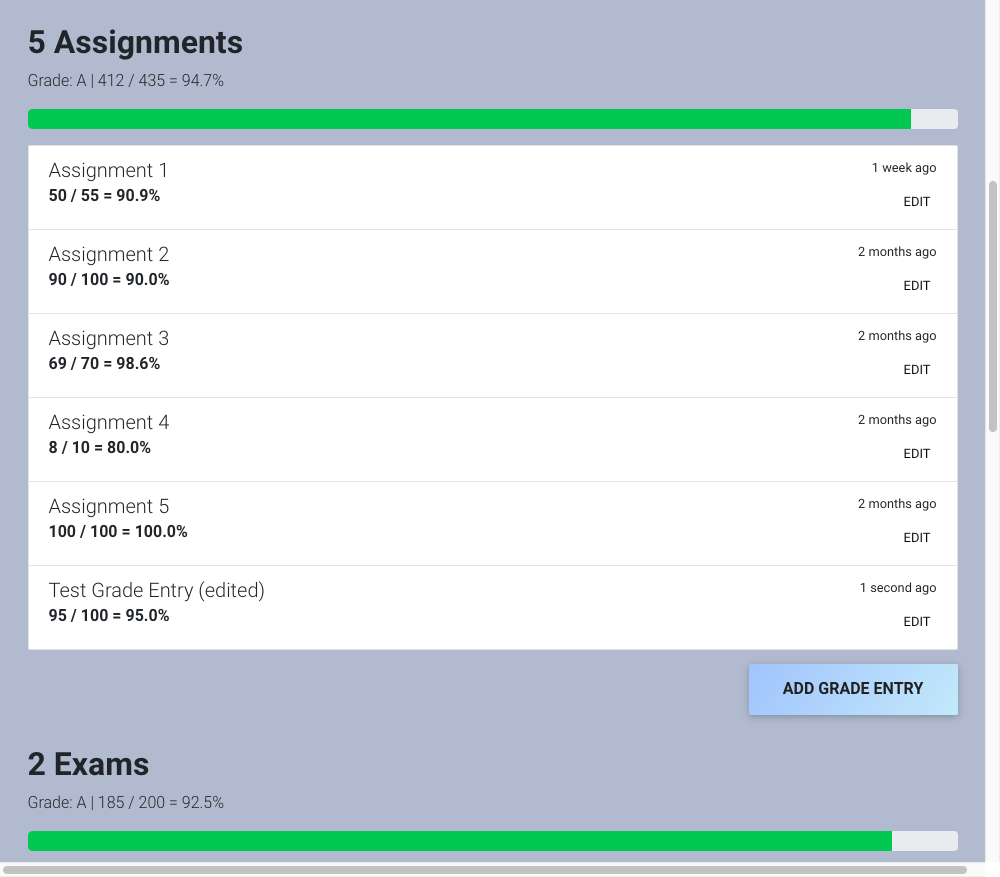 5 Assignments
Grade: A | 412 / 435 = 94.7%
Assignment 1
1 week ago
50 / 55 = 90.9%
EDIT
Assignment 2
2 months ago
90 / 100 = 90.0%
EDIT
Assignment 3
2 months ago
69 / 70 = 98.6%
EDIT
Assignment 4
2 months ago
8 / 10 = 80.0%
EDIT
Assignment 5
2 months ago
100 / 100 = 100.0%
EDIT
Test Grade Entry (edited)
1 second ago
95 / 100 = 95.0%
EDIT
ADD GRADE ENTRY
2 Exams
Grade: A | 185 / 200 = 92.5%